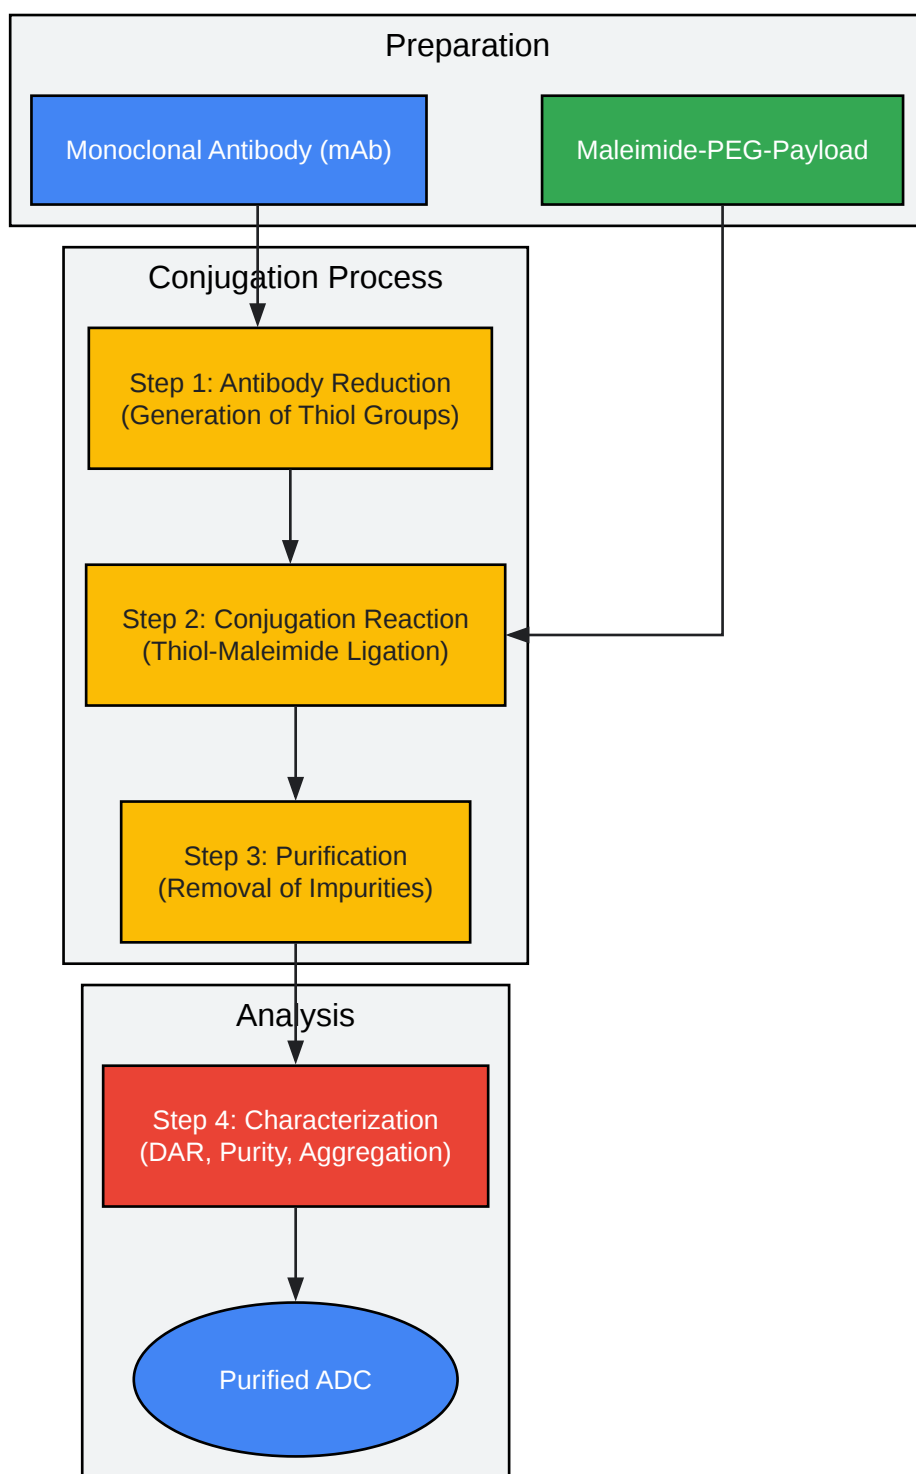 Preparation
Monoclonal Antibody (mAb)
Maleimide-PEG-Payload
Conjugation Process
Step 1: Antibody Reduction
(Generation of Thiol Groups)
Step 2: Conjugation Reaction
(Thiol-Maleimide Ligation)
Step 3: Purification
(Removal of Impurities)
Analysis
Step 4: Characterization
(DAR, Purity, Aggregation)
Purified ADC